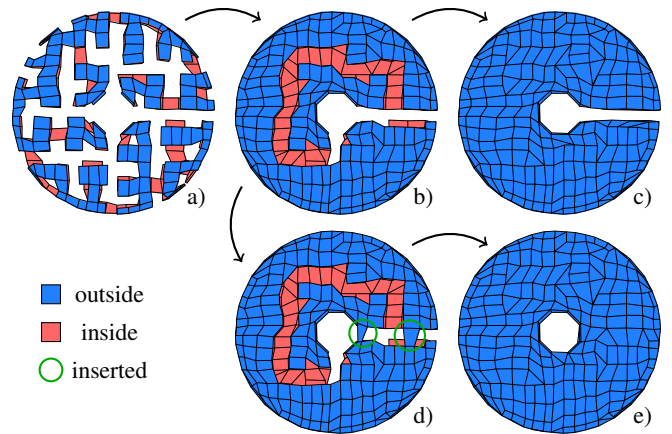 a)
b)
c)
outside
inside
inserted
d)
e)